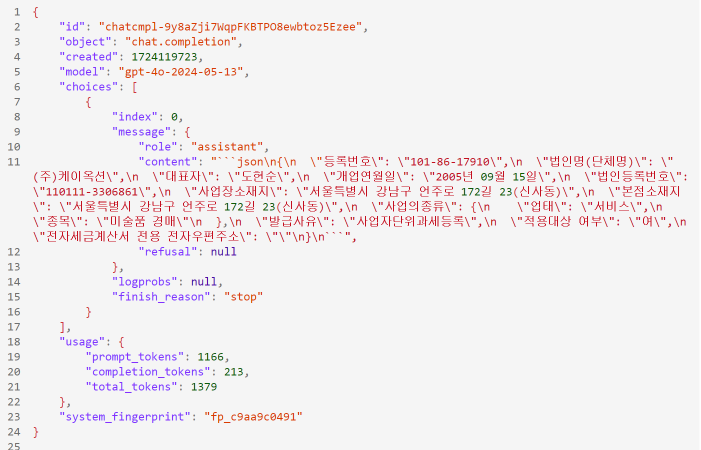 1 {
2     "id": "chatcmpl-9y8aZji7WqpFKBTPO8ewbtoz5Ezee",
3     "object": "chat.completion",
4     "created": 1724119723,
5     "model": "gpt-4o-2024-05-13",
6     "choices": [
7         {
8             "index": 0,
9             "message": {
10                 "role": "assistant",
11                 "content": "```json\n{\n  \"등록번호\": \"101-86-17910\",\n  \"법인명(단체명)\": \"
(주)케이옥션\",\n  \"대표자\": \"도현순\",\n  \"개업연월일\": \"2005년 09월 15일\",\n  \"법인등록번호\":
\"110111-3306861\",\n  \"사업장소재지\": \"서울특별시 강남구 언주로 172길 23(신사동)\",\n  \"본점소재지
\": \"서울특별시 강남구 언주로 172길 23(신사동)\",\n  \"사업의종류\": {\n    \"업태\": \"서비스\",\n
\"종목\": \"미술품 경매\"\n  },\n  \"발급사유\": \"사업자단위과세등록\",\n  \"적용대상 여부\": \"여\",\n
\"전자세금계산서 전용 전자우편주소\": \"\"\n}\n```",
12                 "refusal": null
13             },
14             "logprobs": null,
15             "finish_reason": "stop"
16         }
17     ],
18     "usage": {
19         "prompt_tokens": 1166,
20         "completion_tokens": 213,
21         "total_tokens": 1379
22     },
23     "system_fingerprint": "fp_c9aa9c0491"
24 }
25